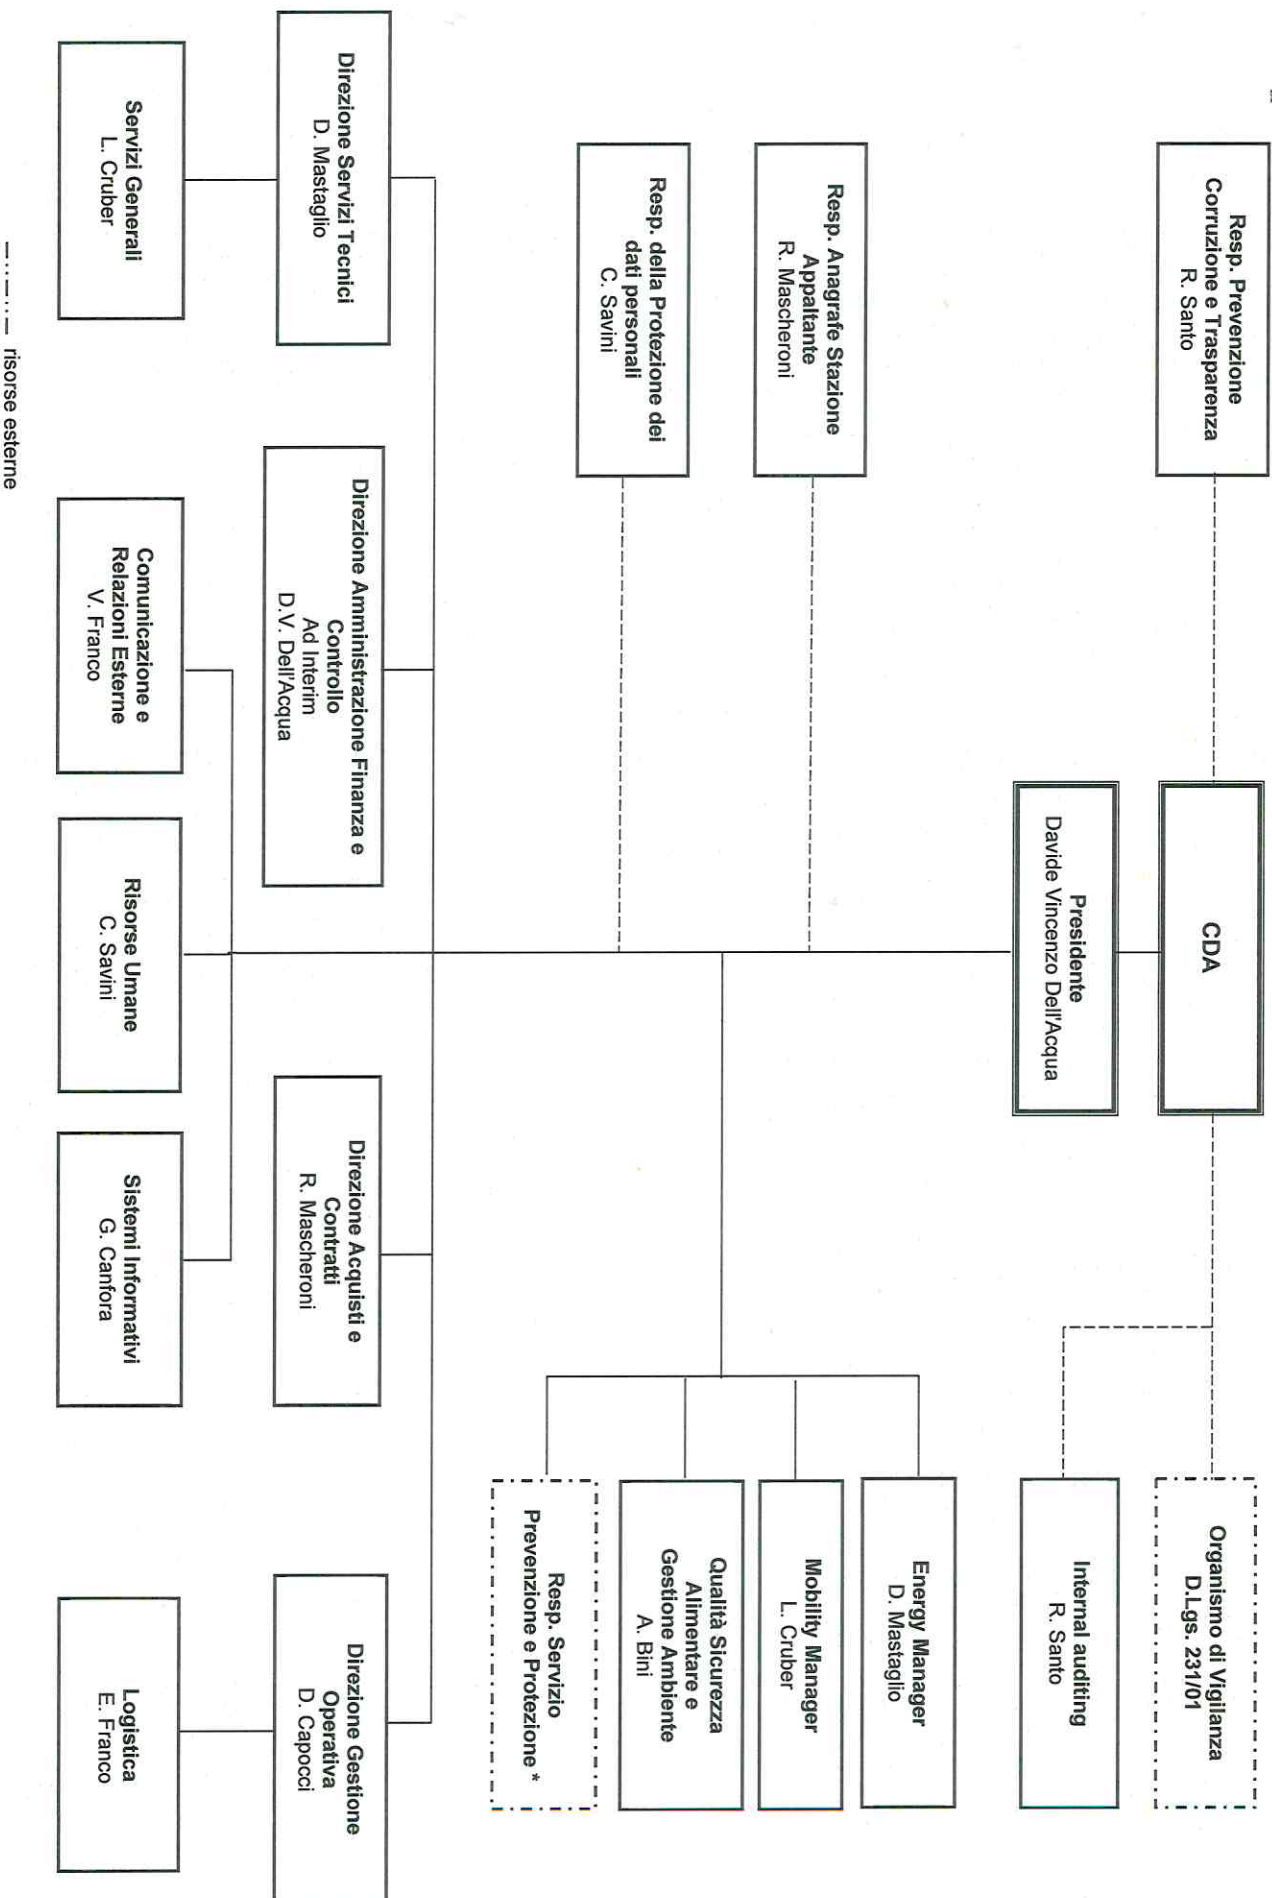 Resp. Prevenzione
Corruzione e Trasparenza
R. Santo
CDA
Organismo di Vigilanza
D.Lgs. 231/01
Presidente
Davide Vincenzo Dell'Acqua
Internal auditing
R. Santo
Resp. Anagrafe Stazione
Appaltante
R. Mascheroni
Energy Manager
D. Mastaglio
Mobility Manager
L. Cruber
Resp. della Protezione dei
dati personali
C. Savini
Qualità Sicurezza
Alimentare e
Gestione Ambiente
A. Bini
Resp. Servizio
Prevenzione e Protezione *
Direzione Servizi Tecnici
D. Mastaglio
Direzione Amministrazione Finanza e
Controllo
Ad Interim
D.V. Dell'Acqua
Direzione Acquisti e
Contratti
R. Mascheroni
Direzione Gestione
Operativa
D. Capocci
Servizi Generali
L. Cruber
Comunicazione e
Relazioni Esterne
V. Franco
Risorse Umane
C. Savini
Sistemi Informativi
G. Canfora
Logistica
E. Franco
risorse esterne